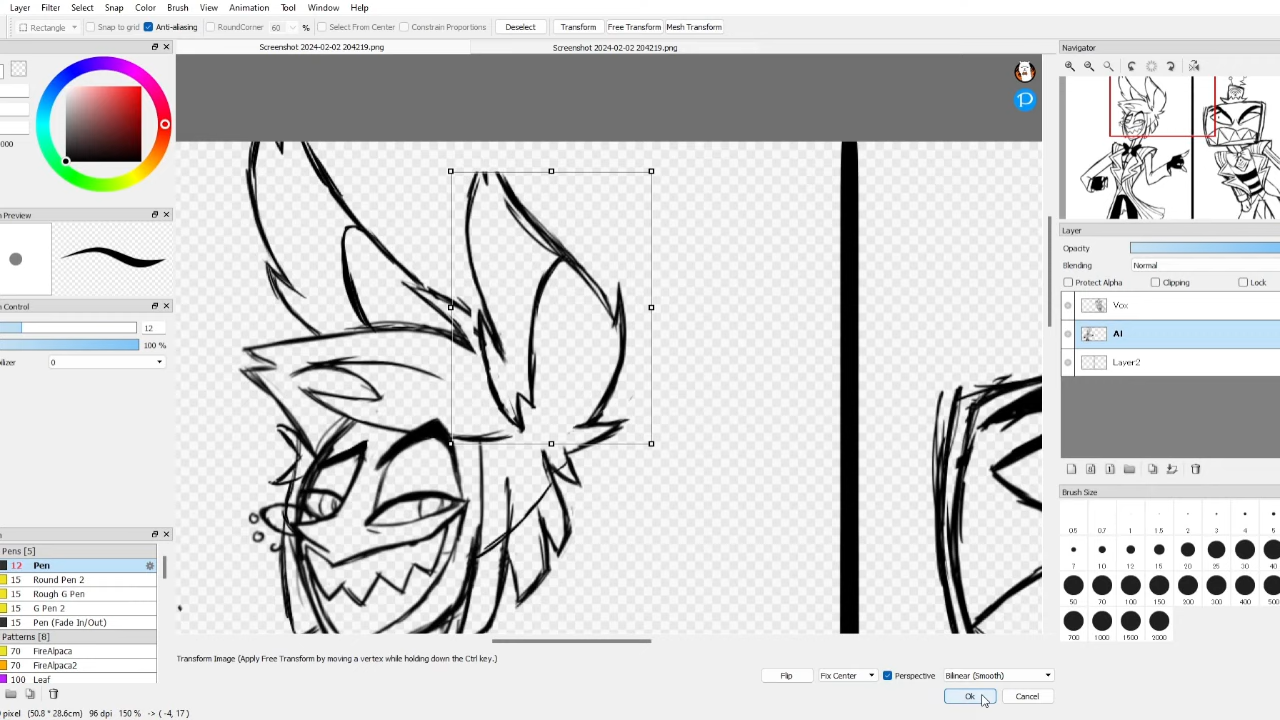 Layer Filter Select Snap Color Brush View Animation Tool Window Help
Rectangle Snap to grid Anti-aliasing RoundCorner 60 % Select From Center Constrain Proportions Deselect Transform Free Transform Mesh Transform
Screenshot 2024-02-02 204219.png Screenshot 2024-02-02 204219.png
Navigator
000
Preview
Layer
Opacity
Blending Normal
Protect Alpha Clipping Lock
Vox
Al
Layer2
Control
12
100 %
0
Brush Size
0.7 1 1.5 2 3 4 5
7 10 12 15 20 25 30 40
50 70 100 150 200 300 400 500
700 1000 1500 2000
Pens [5]
12 Pen
15 Round Pen 2
15 Rough G Pen
15 G Pen 2
15 Pen (Fade In/Out)
Patterns [8]
70 FireAlpaca
70 FireAlpaca2
100 Leaf
Transform Image (Apply Free Transform by moving a vertex while holding down the Ctrl key.)
Flip Fix Center Perspective Bilinear (Smooth)
Ok Cancel
pixel (50.8 * 28.6cm) 96 dpi 150 % -> ( -4, 17 )